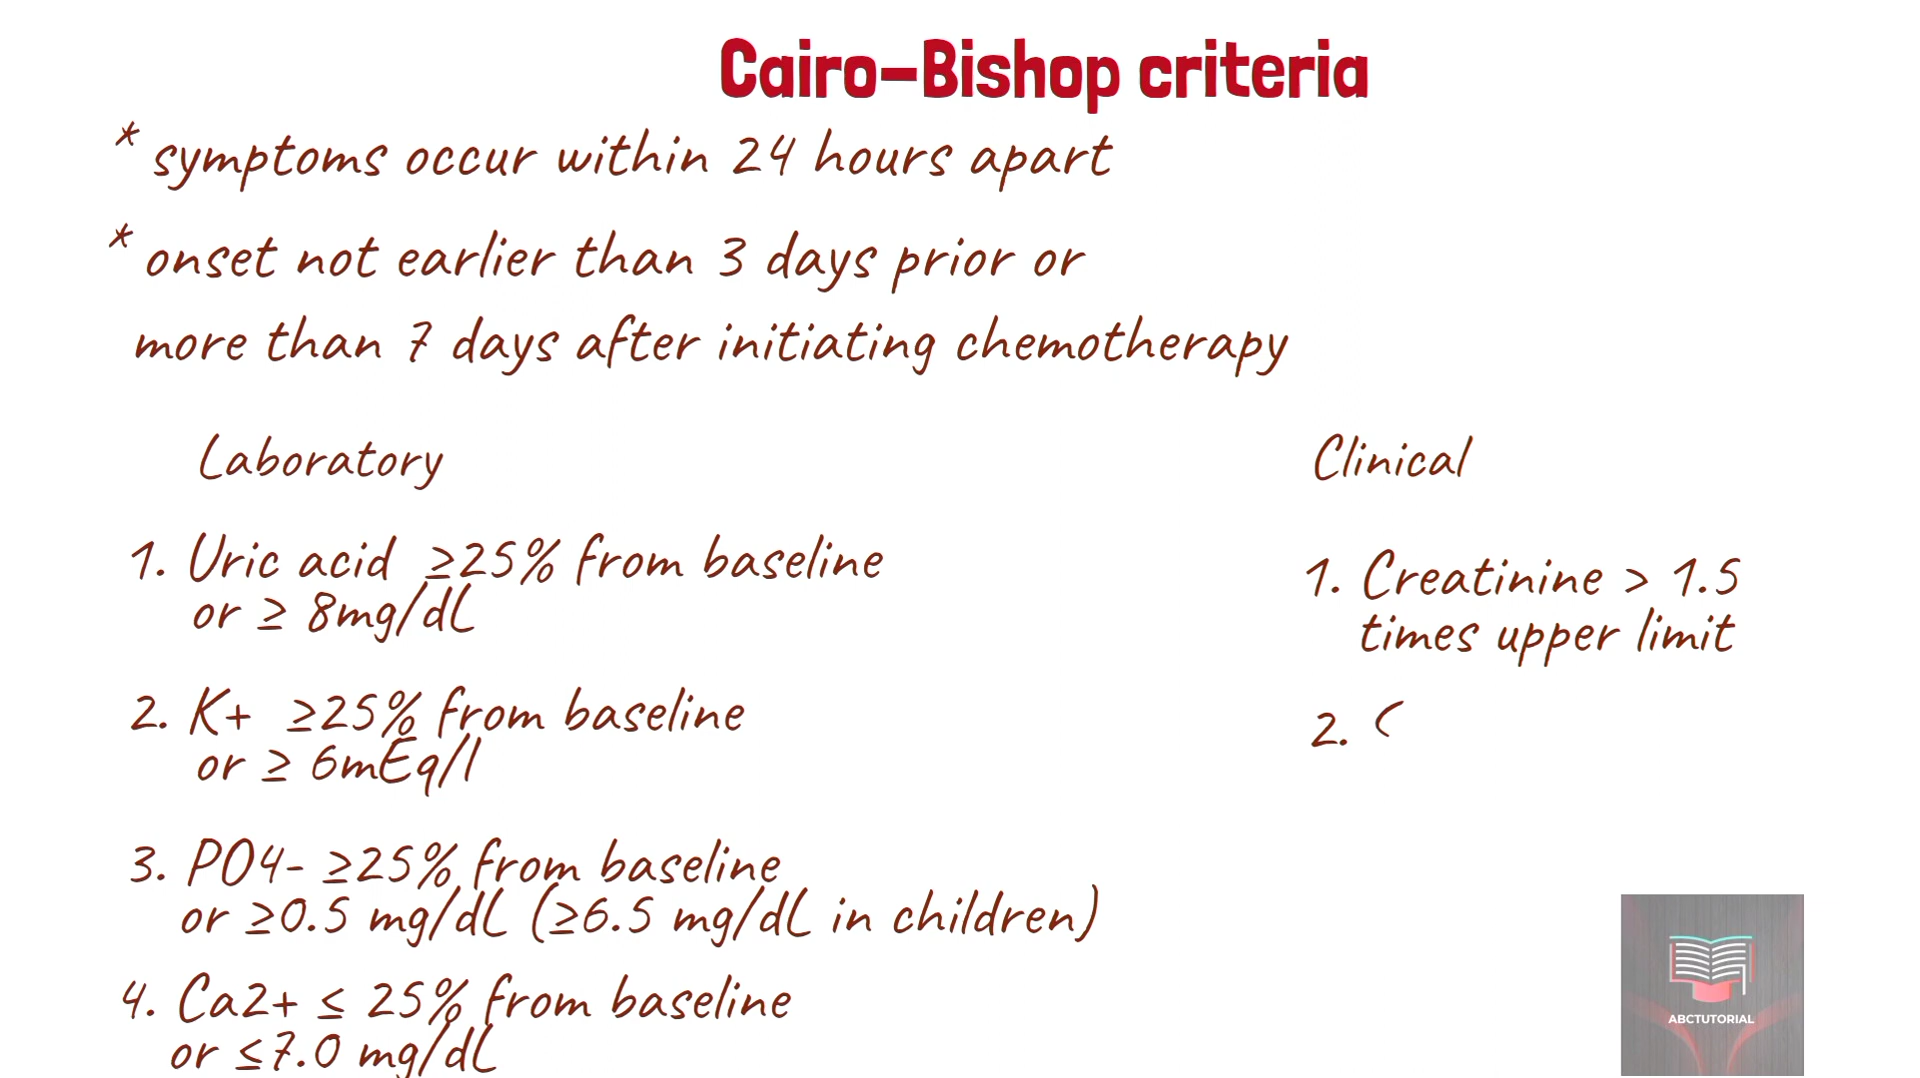 Cairo-Bishop criteria
* symptoms occur within 24 hours apart
* onset not earlier than 3 days prior or
more than 7 days after initiating chemotherapy
Laboratory
1. Uric acid ≥25% from baseline
or ≥ 8mg/dL
2. K+ ≥25% from baseline
or ≥ 6mEq/l
3. PO4- ≥25% from baseline
or ≥0.5 mg/dL (≥6.5 mg/dL in children)
4. Ca2+ ≤ 25% from baseline
or ≤7.0 mg/dL
Clinical
1. Creatinine > 1.5
times upper limit
2.
ABCTUTORIAL